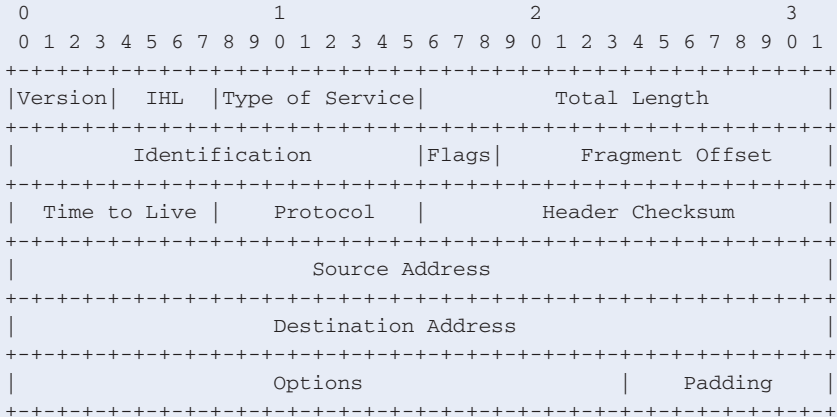 0                   1                   2                   3
 0 1 2 3 4 5 6 7 8 9 0 1 2 3 4 5 6 7 8 9 0 1 2 3 4 5 6 7 8 9 0 1
+-+-+-+-+-+-+-+-+-+-+-+-+-+-+-+-+-+-+-+-+-+-+-+-+-+-+-+-+-+-+-+-+
|Version|  IHL  |Type of Service|          Total Length         |
+-+-+-+-+-+-+-+-+-+-+-+-+-+-+-+-+-+-+-+-+-+-+-+-+-+-+-+-+-+-+-+-+
|         Identification        |Flags|      Fragment Offset    |
+-+-+-+-+-+-+-+-+-+-+-+-+-+-+-+-+-+-+-+-+-+-+-+-+-+-+-+-+-+-+-+-+
|  Time to Live |    Protocol   |         Header Checksum       |
+-+-+-+-+-+-+-+-+-+-+-+-+-+-+-+-+-+-+-+-+-+-+-+-+-+-+-+-+-+-+-+-+
|                       Source Address                          |
+-+-+-+-+-+-+-+-+-+-+-+-+-+-+-+-+-+-+-+-+-+-+-+-+-+-+-+-+-+-+-+-+
|                    Destination Address                        |
+-+-+-+-+-+-+-+-+-+-+-+-+-+-+-+-+-+-+-+-+-+-+-+-+-+-+-+-+-+-+-+-+
|                    Options                    |    Padding    |
+-+-+-+-+-+-+-+-+-+-+-+-+-+-+-+-+-+-+-+-+-+-+-+-+-+-+-+-+-+-+-+-+